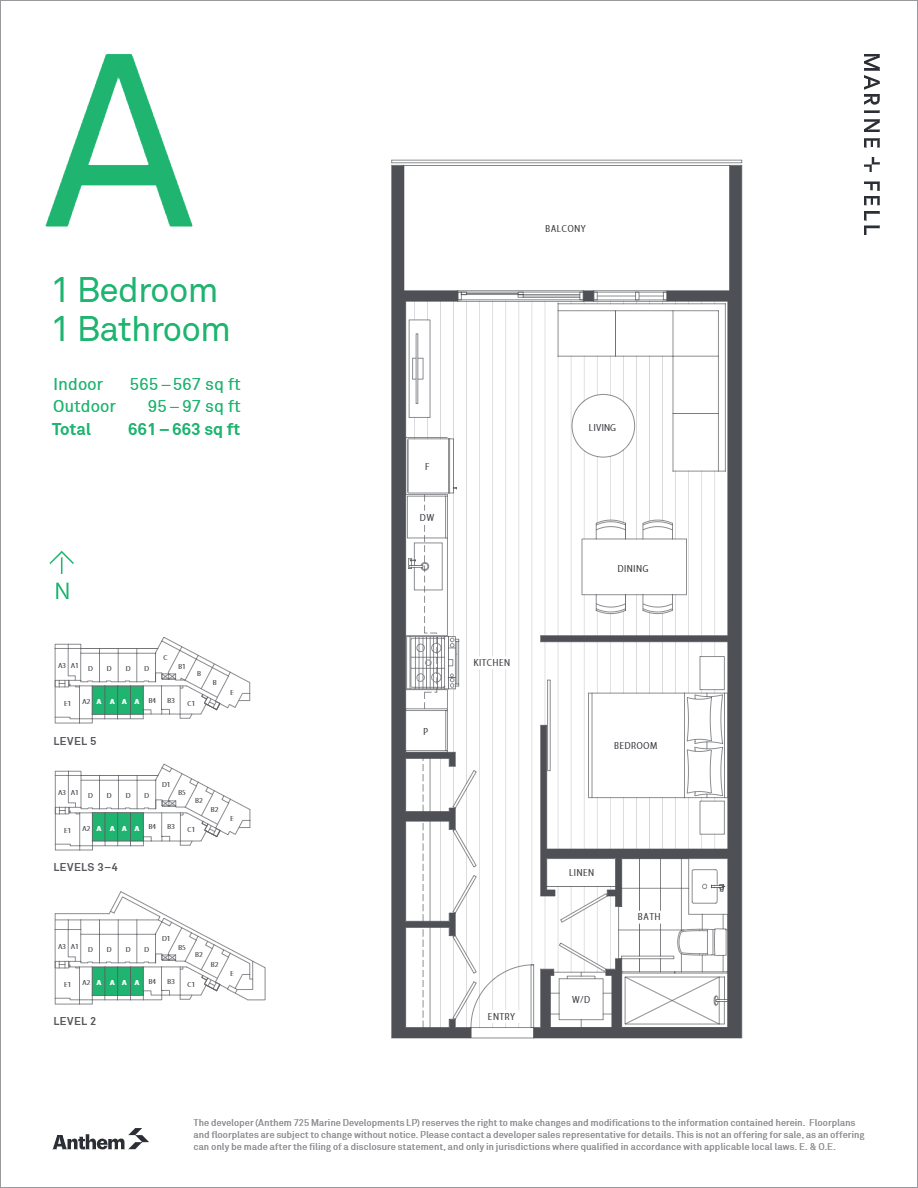 A
MARINE + FELL
1 Bedroom
1 Bathroom
Indoor 565 – 567 sq ft
Outdoor 95 – 97 sq ft
Total 661 – 663 sq ft
N
BALCONY
LIVING
F
DW
DINING
KITCHEN
P
BEDROOM
LINEN
BATH
W/D
ENTRY
C
B1
A3 A1 D D D D B
B
E
E1 A2 A A A A B4 B3 C1
LEVEL 5
D1
A3 A1 D D D D B5
B2
B2
E
E1 A2 A A A A B4 B3 C1
LEVELS 3–4
D1
A3 A1 D D D D B5
B2
B2
E
E1 A2 A A A A B4 B3 C1
LEVEL 2
Anthem
The developer (Anthem 725 Marine Developments LP) reserves the right to make changes and modifications to the information contained herein. Floorplans
and floorplates are subject to change without notice. Please contact a developer sales representative for details. This is not an offering for sale, as an offering
can only be made after the filing of a disclosure statement, and only in jurisdictions where qualified in accordance with applicable local laws. E. & O.E.